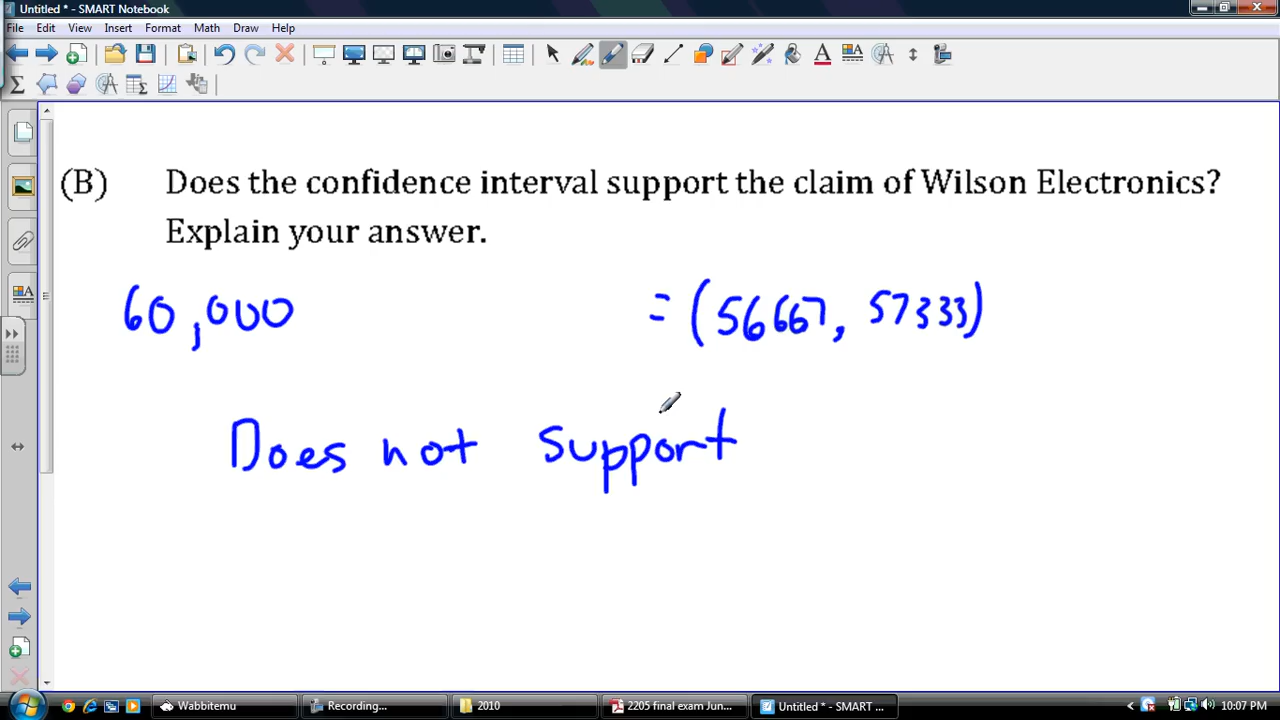 Untitled * - SMART Notebook
File Edit View Insert Format Math Draw Help
(B) Does the confidence interval support the claim of Wilson Electronics?
Explain your answer.
60,000 = (56667, 57333)
Does not support
Wabbitemu Recording... 2010 2205 final exam Jun... Untitled * - SMART ... 10:07 PM